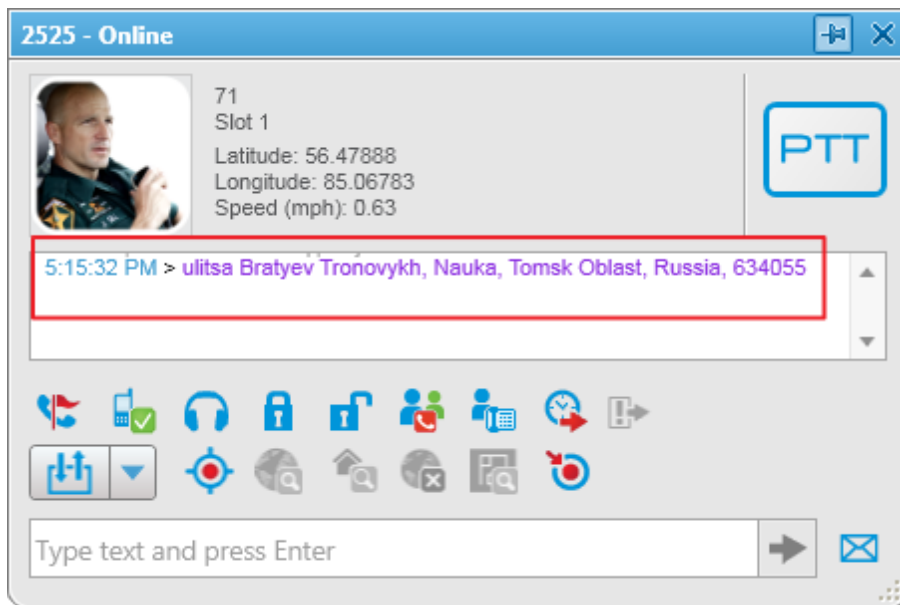 2525 - Online
71
Slot 1
Latitude: 56.47888
Longitude: 85.06783
Speed (mph): 0.63
PTT
5:15:32 PM > ulitsa Bratyev Tronovykh, Nauka, Tomsk Oblast, Russia, 634055
Type text and press Enter